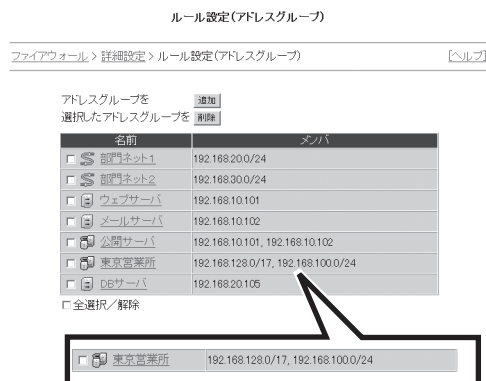 ルール設定(アドレスグループ)
ファイアウォール > 詳細設定 > ルール設定(アドレスグループ) [ヘルプ]
アドレスグループを 追加
選択したアドレスグループを 削除
名前 メンバ
部門ネット1 192.168.20.0/24
部門ネット2 192.168.30.0/24
ウェブサーバ 192.168.10.101
メールサーバ 192.168.10.102
公開サーバ 192.168.10.101, 192.168.10.102
東京営業所 192.168.128.0/17, 192.168.100.0/24
DBサーバ 192.168.20.105
全選択／解除
東京営業所 192.168.128.0/17, 192.168.100.0/24